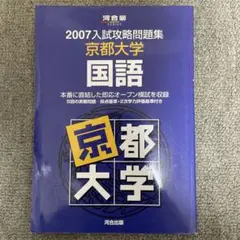 河合塾
SERIES
2007入試攻略問題集
京都大学
国語
本番に直結した即応オープン模試を収録
京都
大学
河合出版